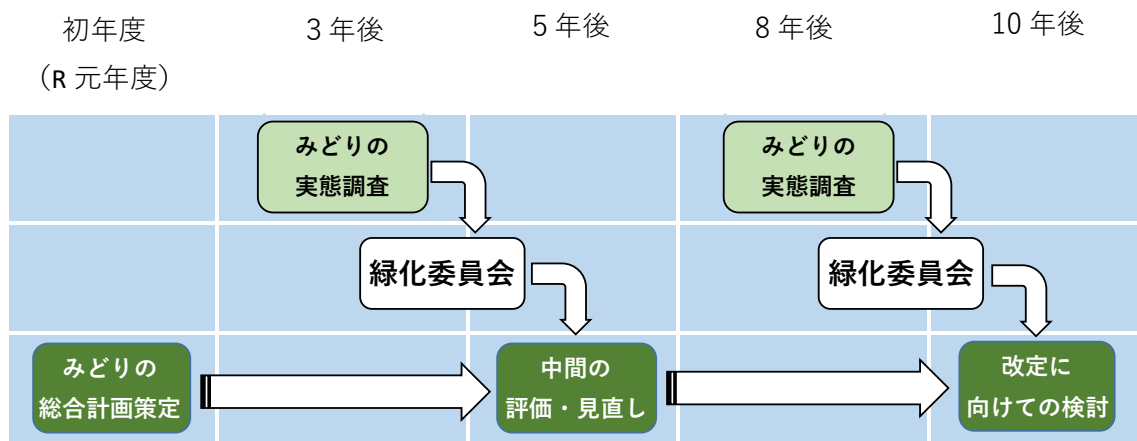 初年度
（R 元年度）
3 年後
5 年後
8 年後
10 年後
みどりの
実態調査
みどりの
実態調査
緑化委員会
緑化委員会
みどりの
総合計画策定
中間の
評価・見直し
改定に
向けての検討